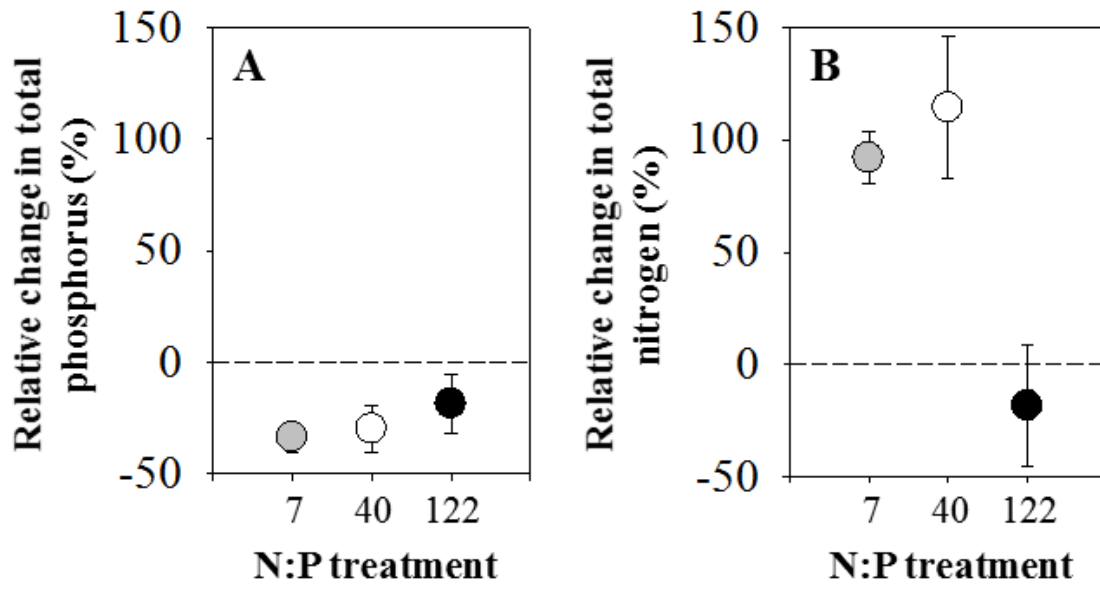 Relative change in total
phosphorus (%)
150
100
50
0
-50
A
7 40 122
N:P treatment
Relative change in total
nitrogen (%)
150
100
50
0
-50
B
7 40 122
N:P treatment